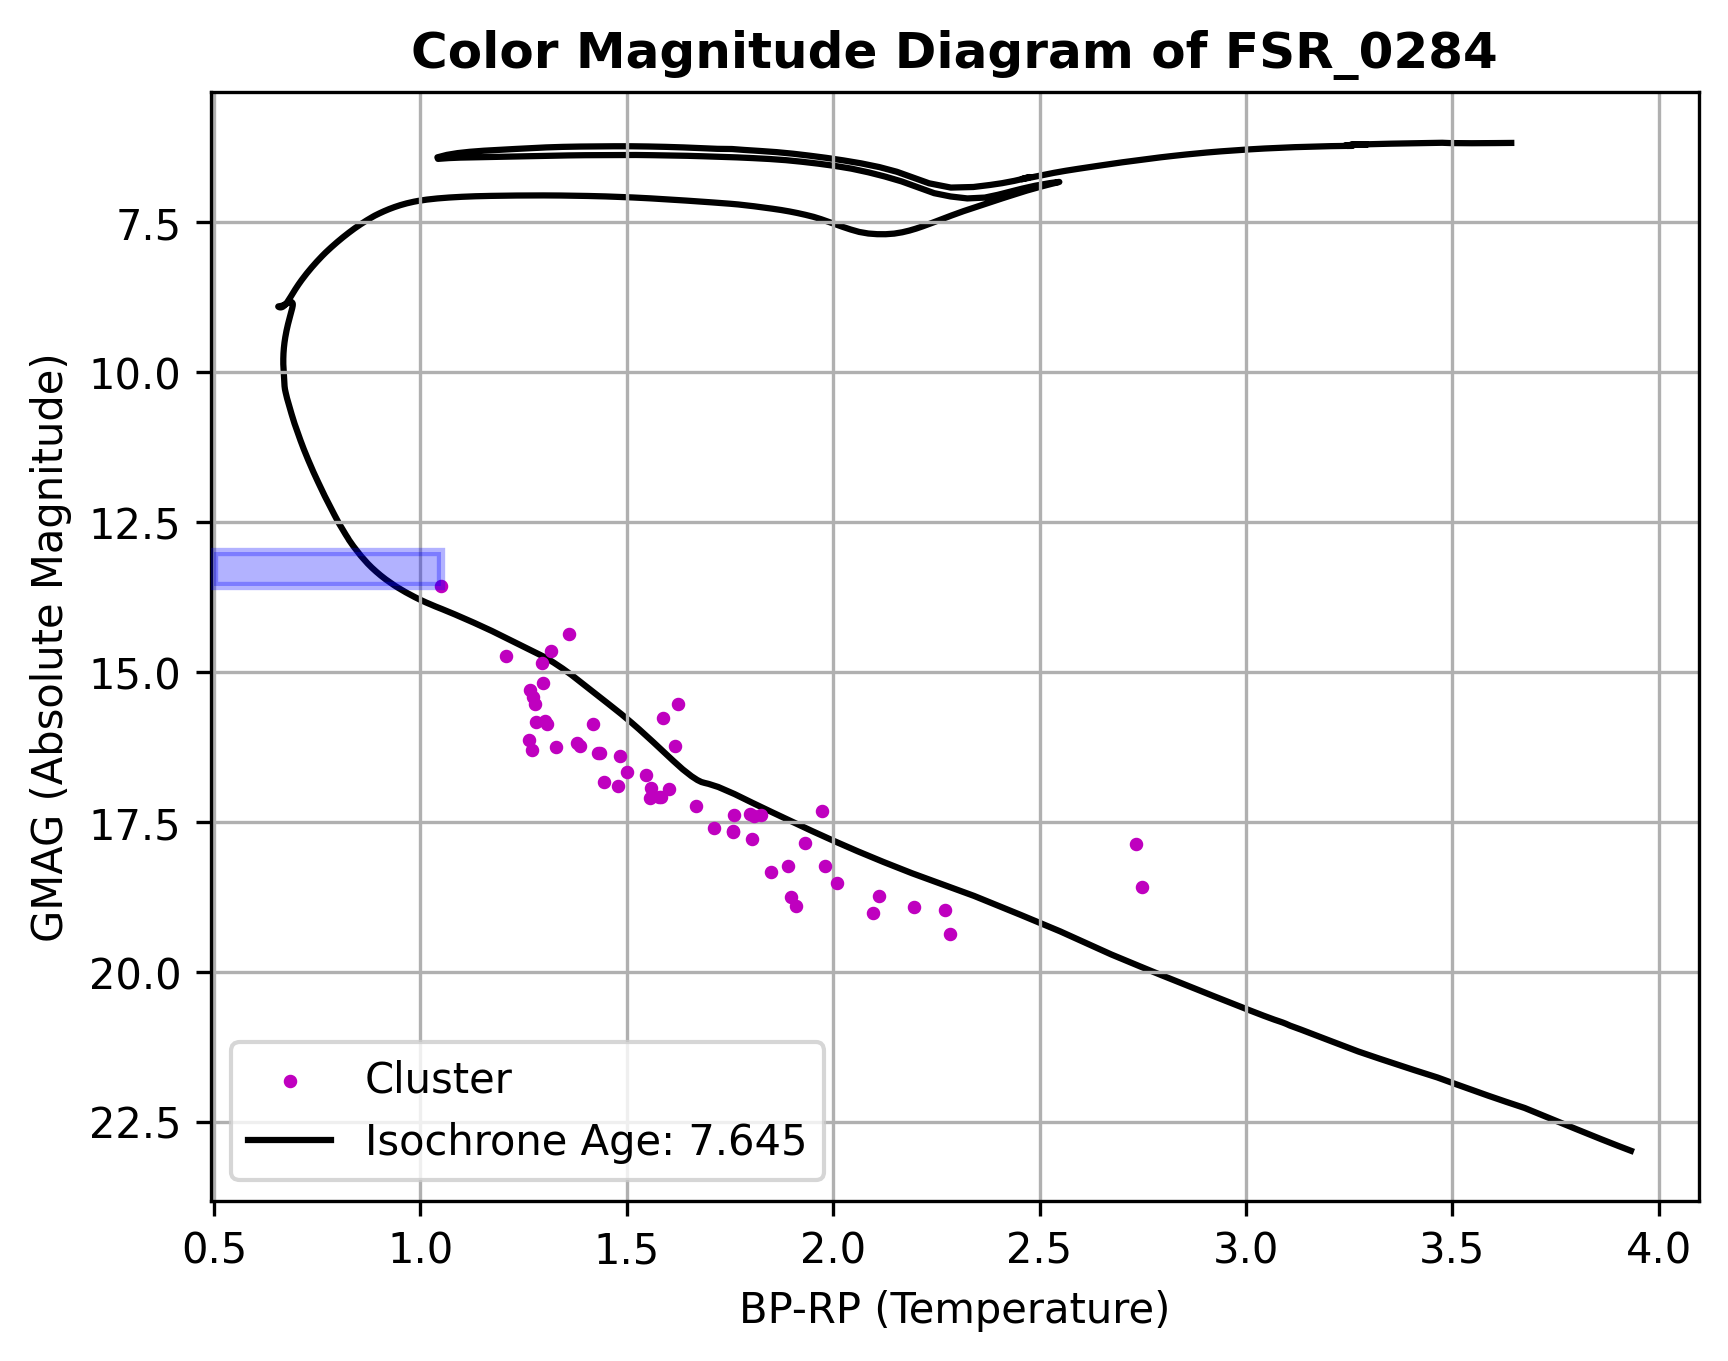 Color Magnitude Diagram of FSR_0284
GMAG (Absolute Magnitude)
7.5
10.0
12.5
15.0
17.5
20.0
22.5
Cluster
Isochrone Age: 7.645
0.5 1.0 1.5 2.0 2.5 3.0 3.5 4.0
BP-RP (Temperature)